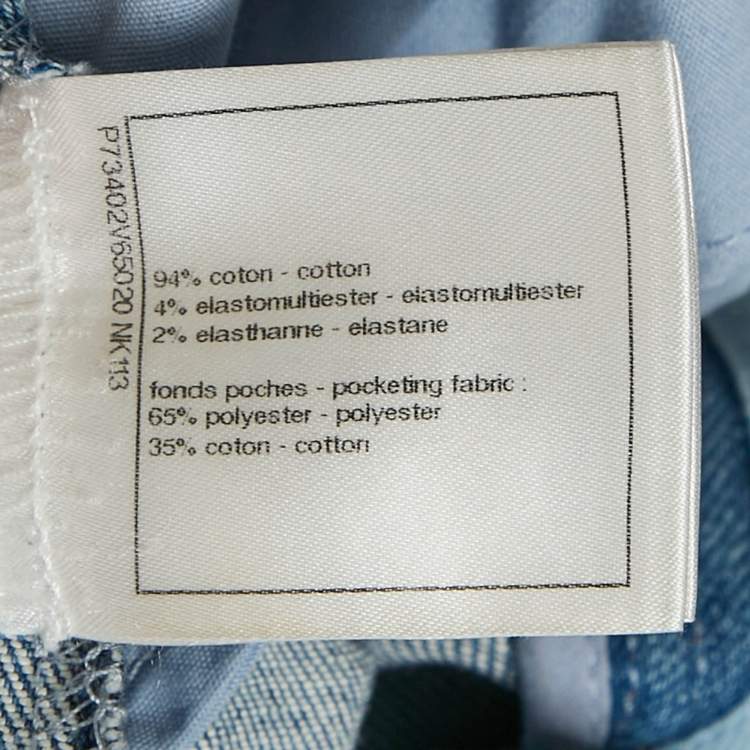 P73402V65020 NK113
94% coton - cotton
4% elastomultiester - elastomultiester
2% elasthanne - elastane
fonds poches - pocketing fabric :
65% polyester - polyester
35% coton - cotton